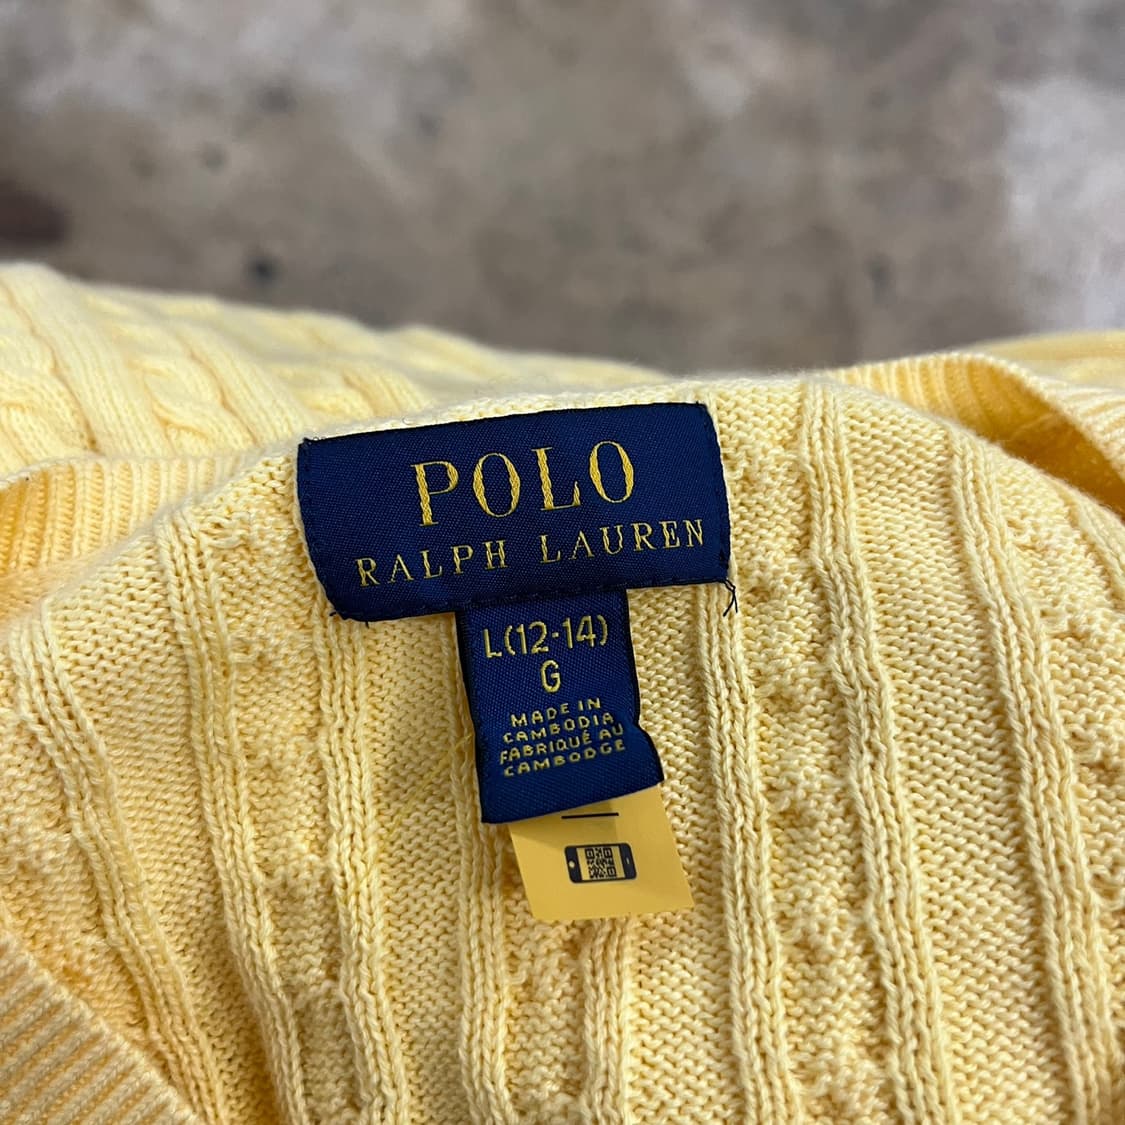 POLO
RALPH LAUREN
L(12-14)
G
MADE IN
CAMBODIA
FABRIQUÉ AU
CAMBODGE